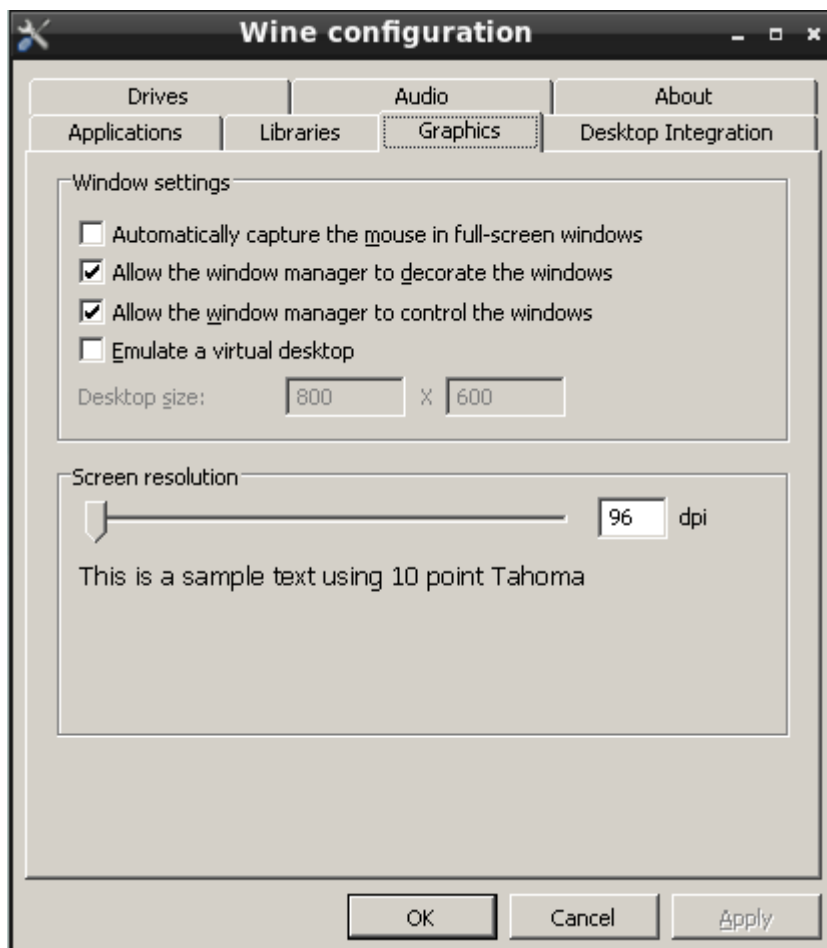 Wine configuration
Drives Audio About
Applications Libraries Graphics Desktop Integration
Window settings
Automatically capture the mouse in full-screen windows
Allow the window manager to decorate the windows
Allow the window manager to control the windows
Emulate a virtual desktop
Desktop size: 800 X 600
Screen resolution
96 dpi
This is a sample text using 10 point Tahoma
OK Cancel Apply